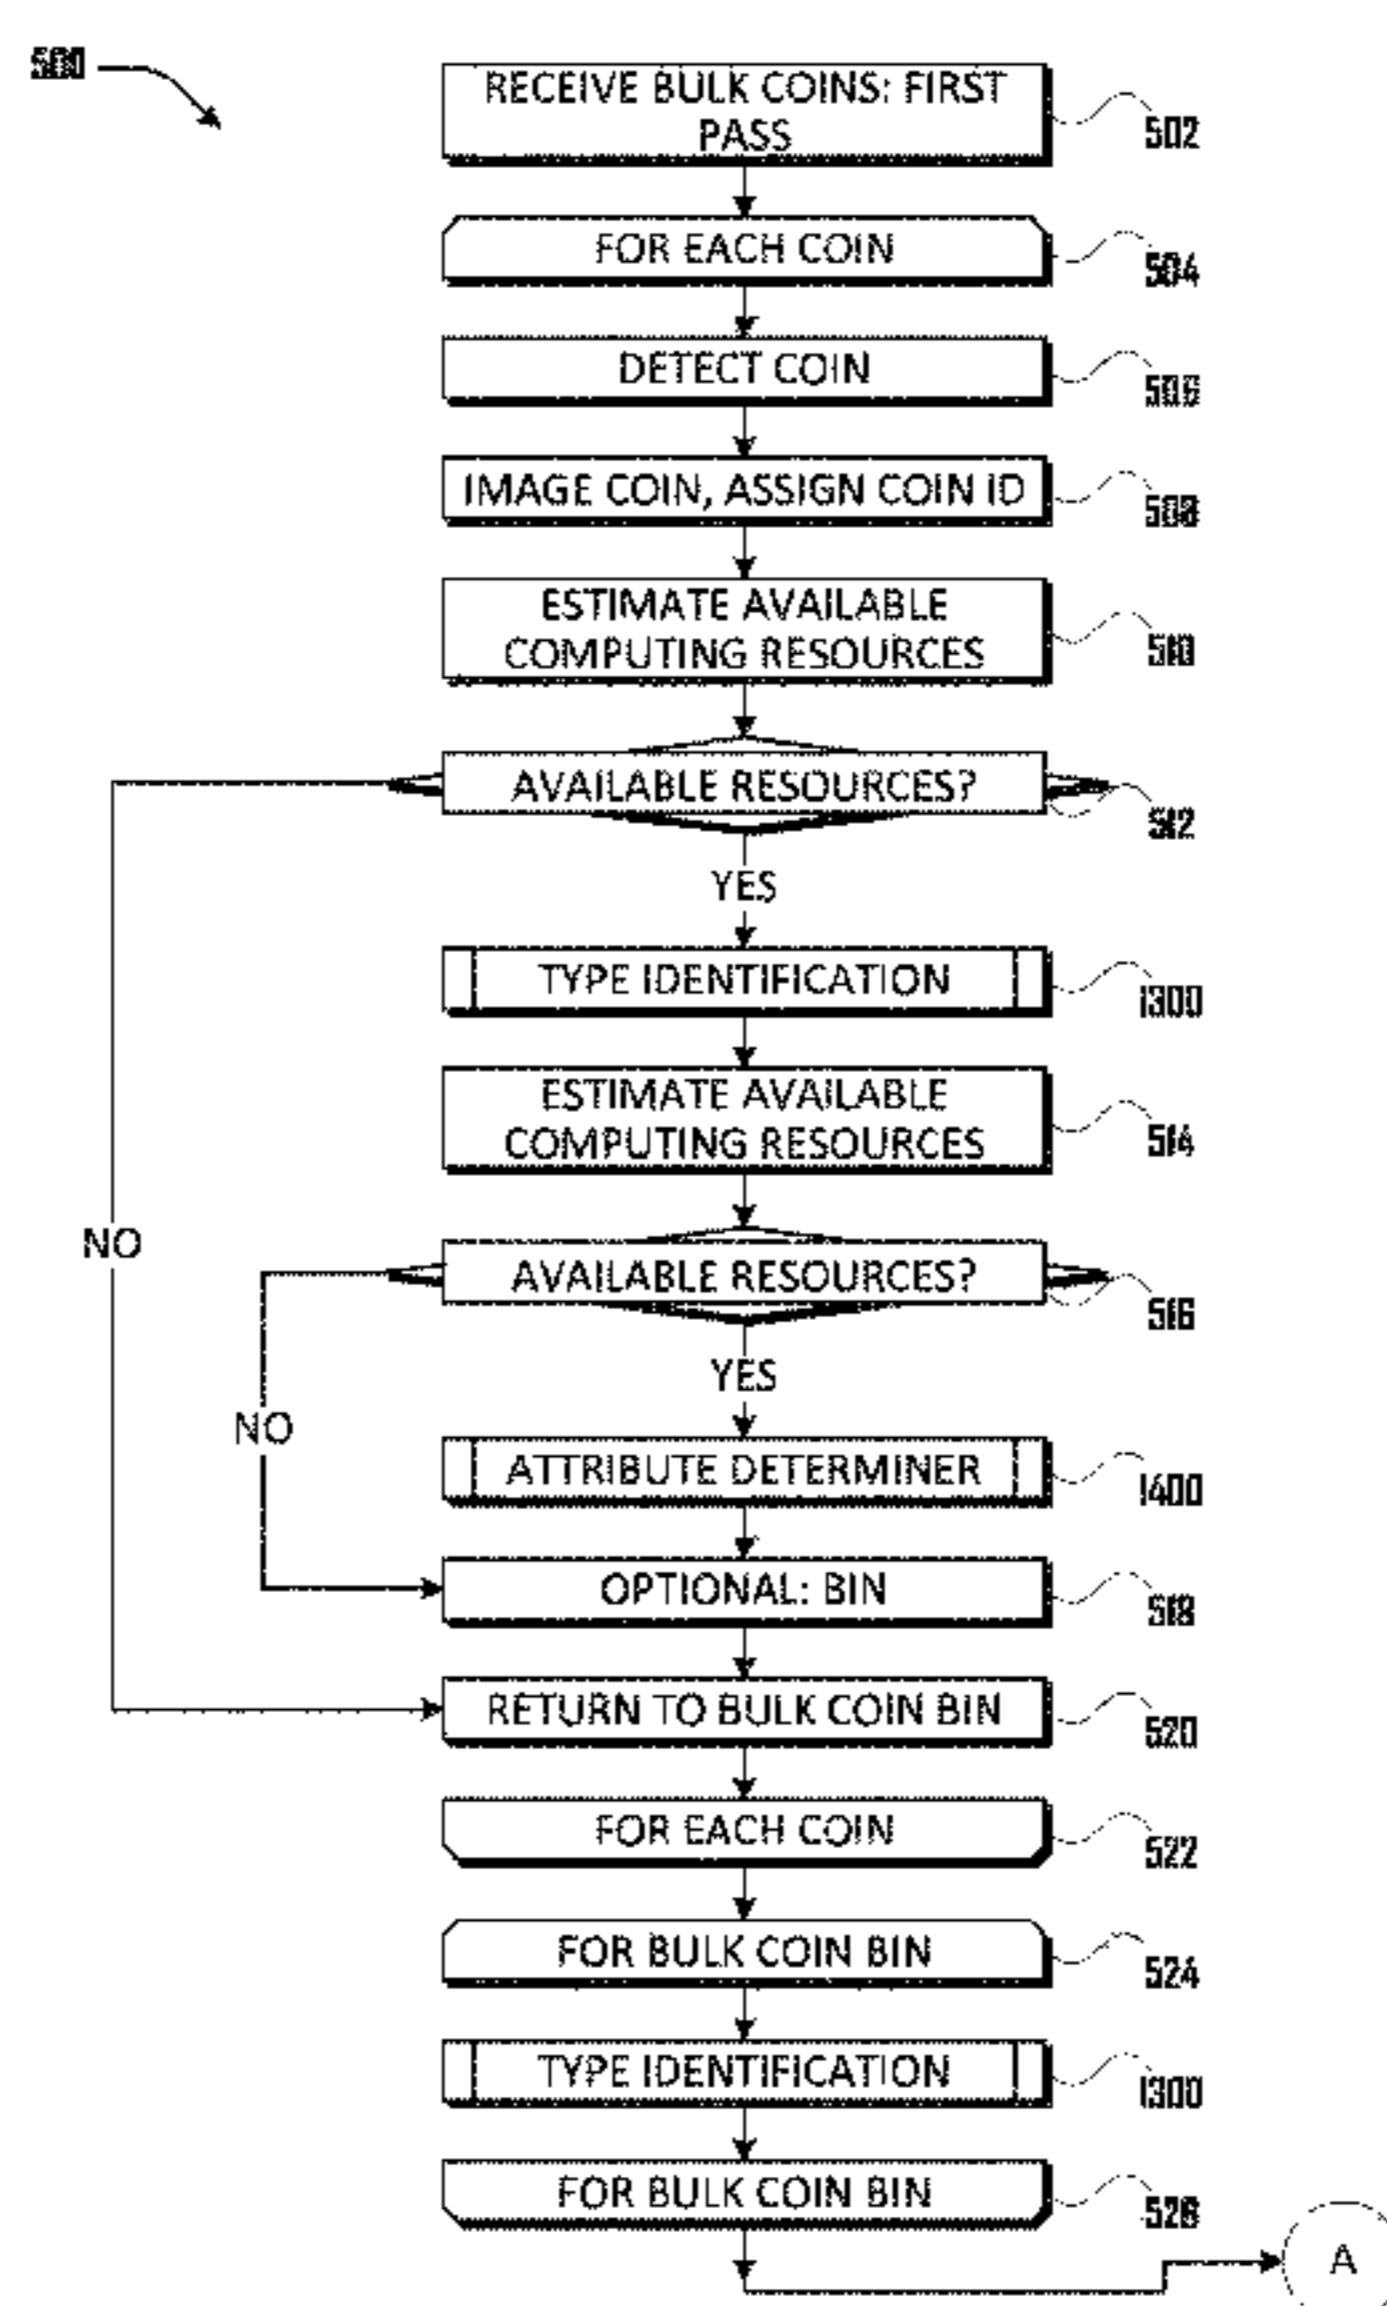 500
RECEIVE BULK COINS: FIRST
PASS
502
FOR EACH COIN
504
DETECT COIN
506
IMAGE COIN, ASSIGN COIN ID
508
ESTIMATE AVAILABLE
COMPUTING RESOURCES
510
AVAILABLE RESOURCES?
512
YES
TYPE IDENTIFICATION
1300
ESTIMATE AVAILABLE
COMPUTING RESOURCES
514
NO
AVAILABLE RESOURCES?
516
YES
NO
ATTRIBUTE DETERMINER
1400
OPTIONAL: BIN
518
RETURN TO BULK COIN BIN
520
FOR EACH COIN
522
FOR BULK COIN BIN
524
TYPE IDENTIFICATION
1300
FOR BULK COIN BIN
526
A